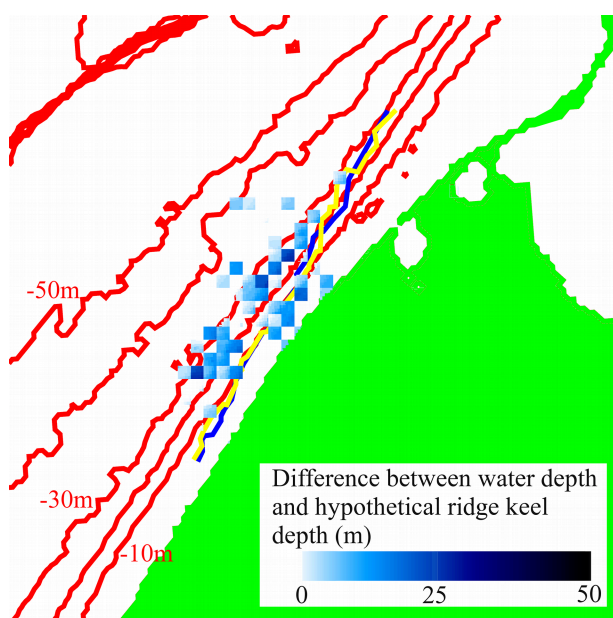 -50m
-30m
-10m
Difference between water depth
and hypothetical ridge keel
depth (m)
0 25 50